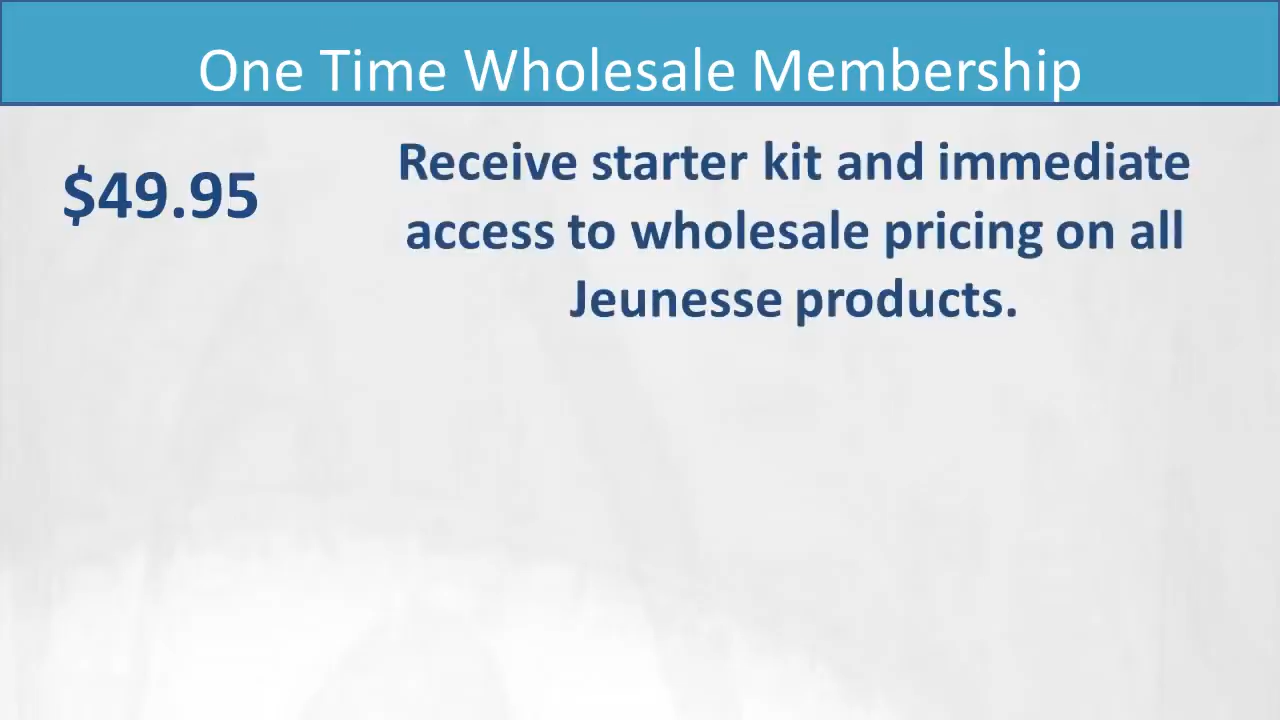 One Time Wholesale Membership
$49.95
Receive starter kit and immediate
access to wholesale pricing on all
Jeunesse products.